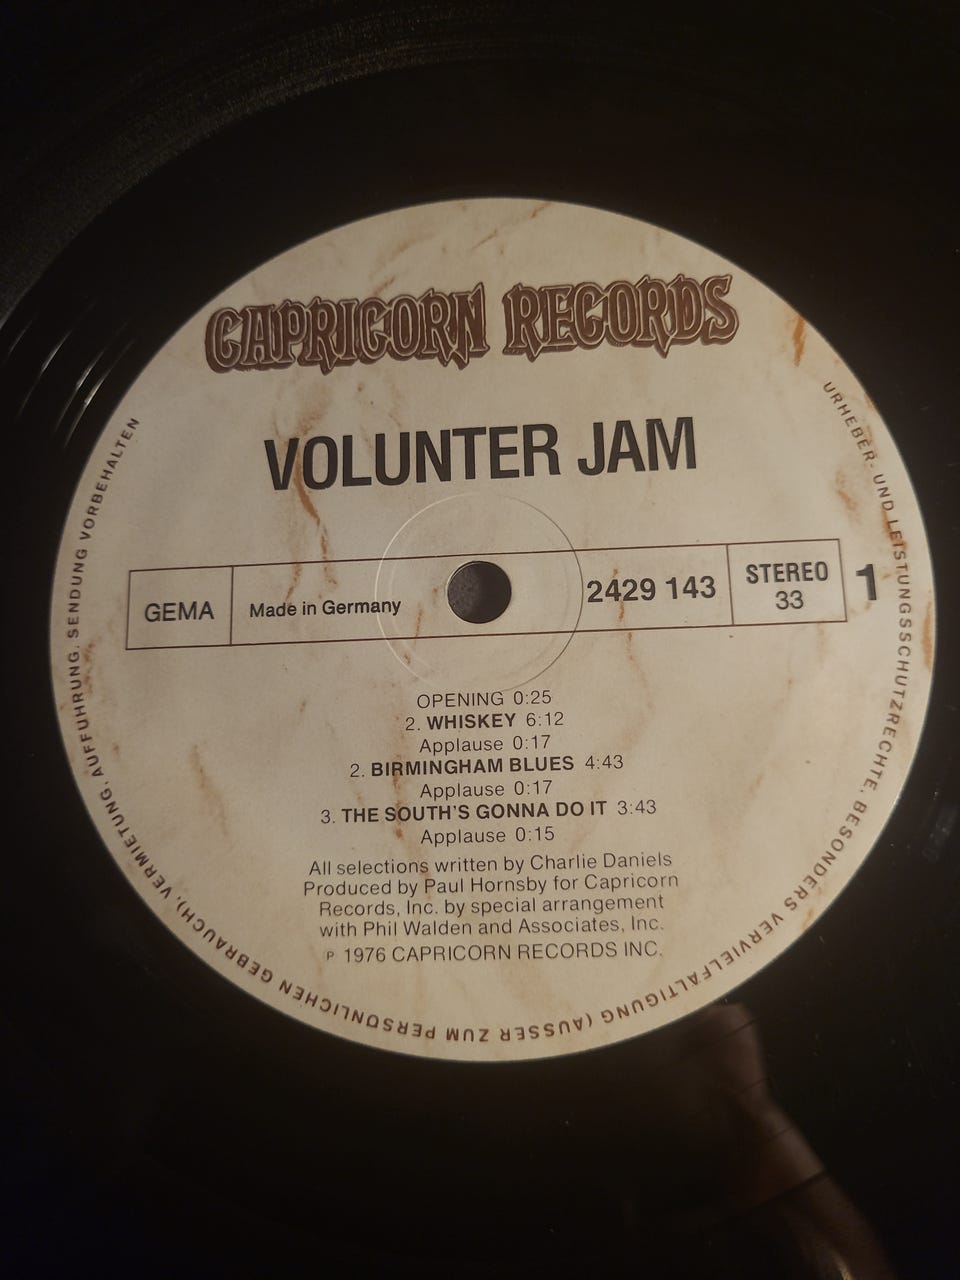 CAPRICORN RECORDS
VOLUNTER JAM
GEMA
Made in Germany
2429 143
STEREO
33
1
OPENING 0:25
2. WHISKEY 6:12
Applause 0:17
2. BIRMINGHAM BLUES 4:43
Applause 0:17
3. THE SOUTH'S GONNA DO IT 3:43
Applause 0:15
All selections written by Charlie Daniels
Produced by Paul Hornsby for Capricorn
Records, Inc. by special arrangement
with Phil Walden and Associates, Inc.
℗ 1976 CAPRICORN RECORDS INC.
URHEBER- UND LEISTUNGSSCHUTZRECHTE, BESONDERS VERVIELFALTIGUNG (AUSSER ZUM PERSONLICHEN GEBRAUCH), VERMIETUNG, AUFFUHRUNG, SENDUNG VORBEHALTEN